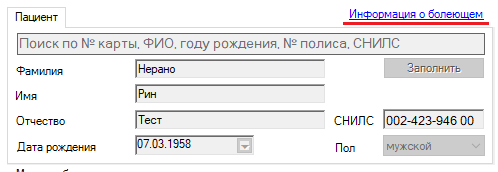 Пациент Информация о болеющем
Поиск по № карты, ФИО, году рождения, № полиса, СНИЛС
Фамилия Нерано Заполнить
Имя Рин
Отчество Тест СНИЛС 002-423-946 00
Дата рождения 07.03.1958 Пол мужской